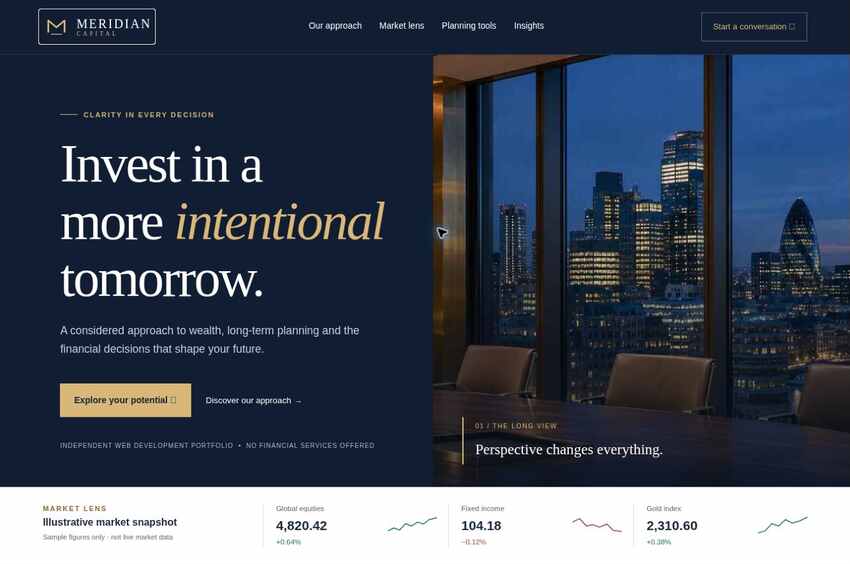 MERIDIAN
CAPITAL
Our approach
Market lens
Planning tools
Insights
Start a conversation
CLARITY IN EVERY DECISION
Invest in a
more intentional
tomorrow.
A considered approach to wealth, long-term planning and the
financial decisions that shape your future.
Explore your potential
Discover our approach →
INDEPENDENT WEB DEVELOPMENT PORTFOLIO • NO FINANCIAL SERVICES OFFERED
01 / THE LONG VIEW
Perspective changes everything.
MARKET LENS
Illustrative market snapshot
Sample figures only · not live market data
Global equities
4,820.42
+0.64%
Fixed income
104.18
−0.12%
Gold index
2,310.60
+0.38%